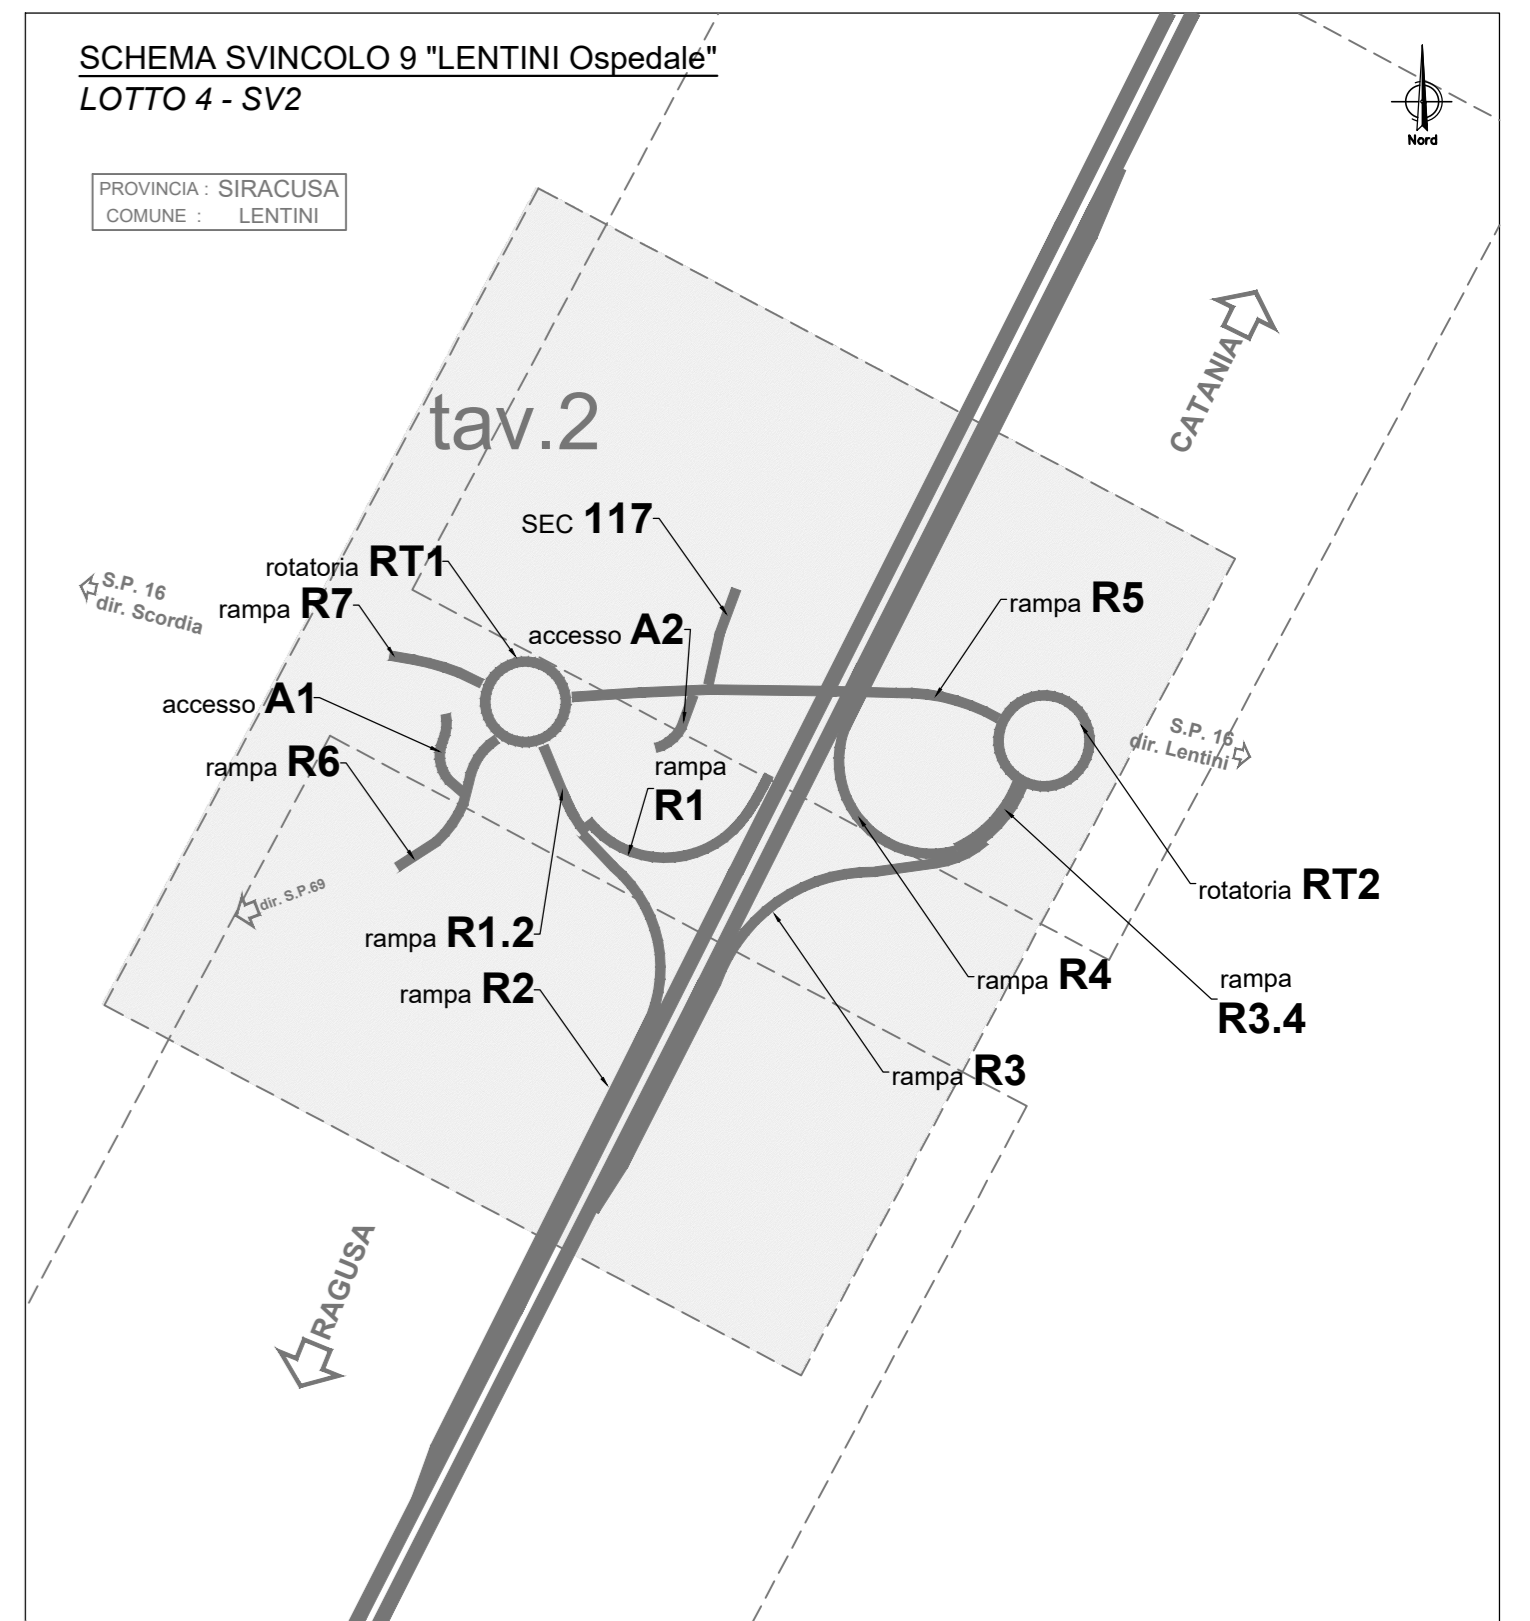 SCHEMA SVINCOLO 9 "LENTINI Ospedale"
LOTTO 4 - SV2
Nord
PROVINCIA : SIRACUSA
COMUNE : LENTINI
CATANIA
tav.2
SEC 117
rotatoria RT1
S.P. 16
dir. Scordia
rampa R7
rampa R5
accesso A2
accesso A1
S.P. 16
dir. Lentini
rampa R6
rampa
R1
dir. S.P.69
rotatoria RT2
rampa R1.2
rampa R4
rampa R2
rampa
R3.4
rampa R3
RAGUSA